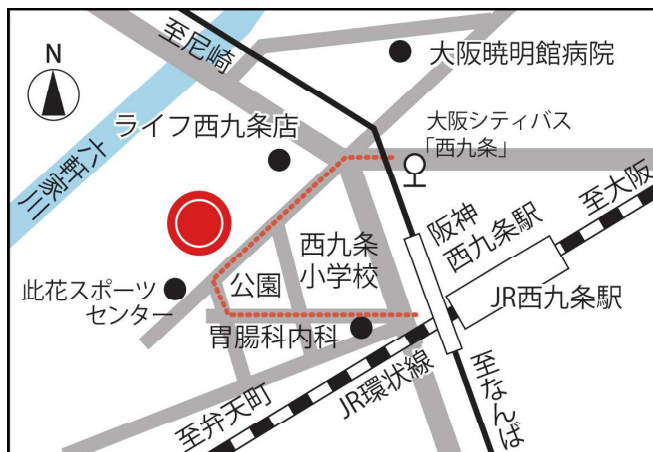 N
至尼崎
大阪暁明館病院
大阪シティバス
「西九条」
ライフ西九条店
六軒家川
至大阪
阪神
西九条駅
西九条
小学校
JR西九条駅
公園
此花スポーツ
センター
胃腸科内科
JR環状線
至なんば
至弁天町